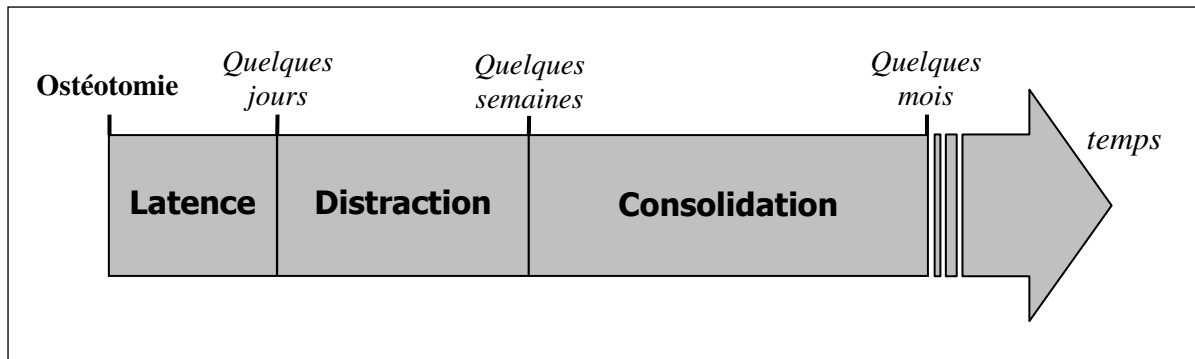 Ostéotomie
Quelques
jours
Quelques
semaines
Quelques
mois
temps
Latence
Distraction
Consolidation